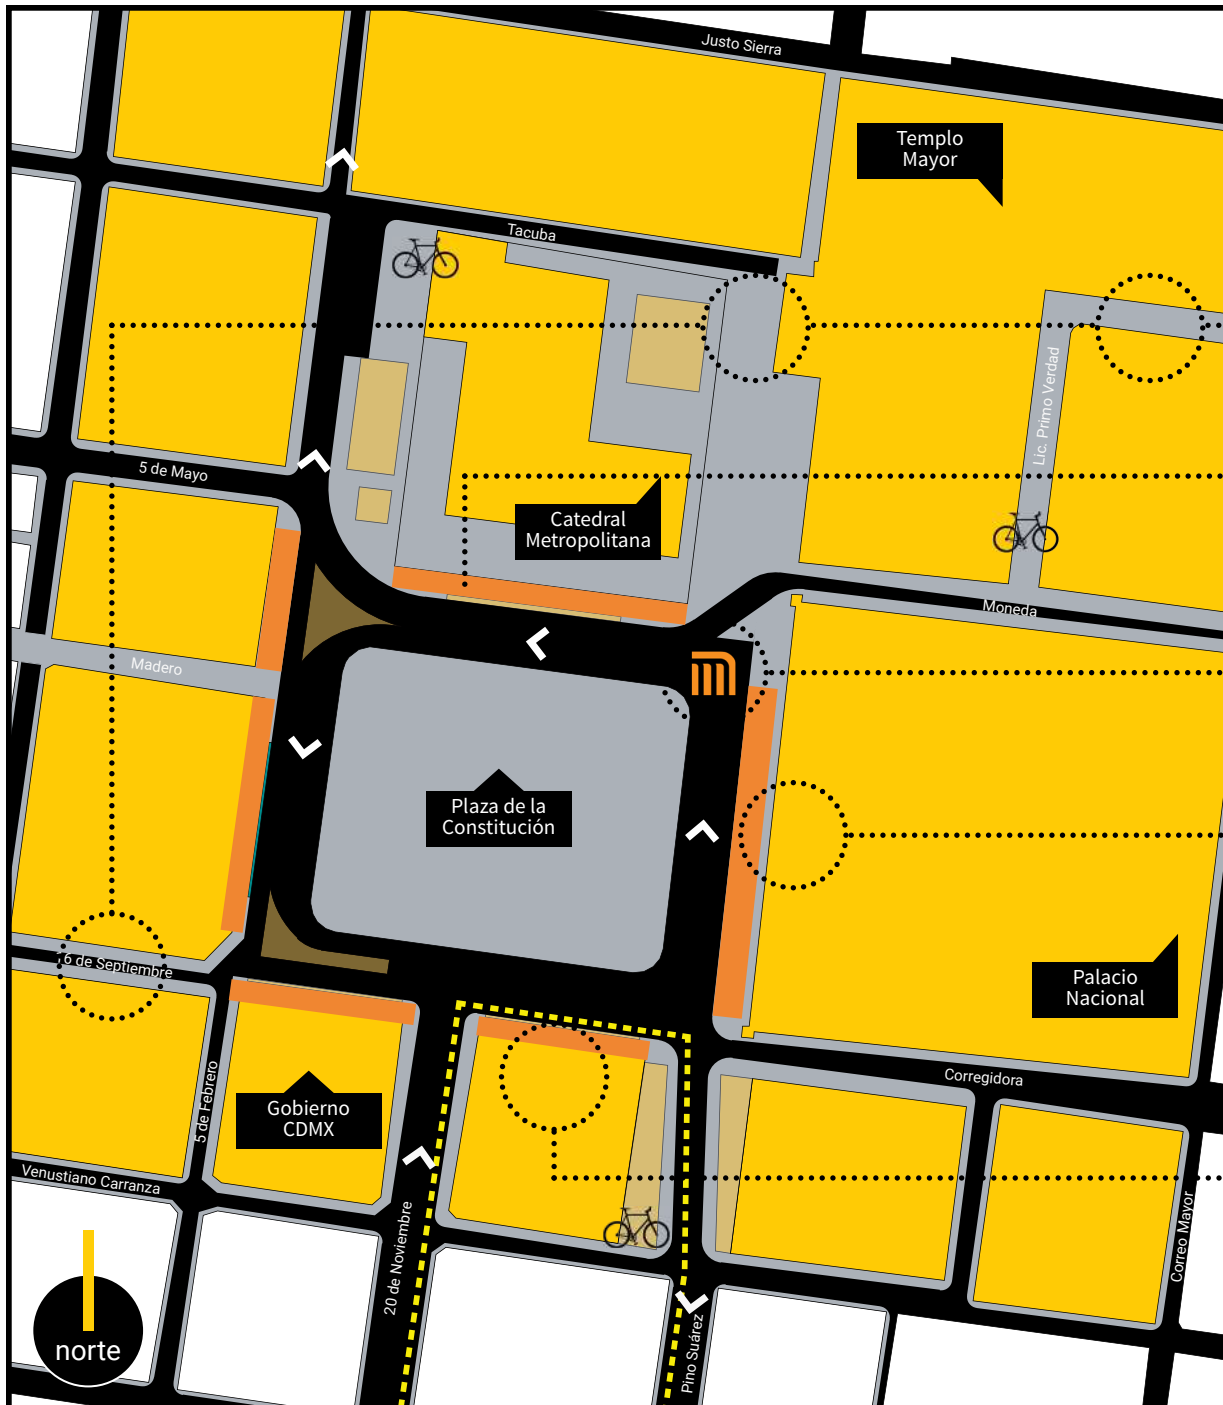 Justo Sierra
Templo
Mayor
Tacuba
Lic. Primo Verdad
5 de Mayo
Catedral
Metropolitana
Moneda
Madero
Plaza de la
Constitución
6 de Septiembre
Palacio
Nacional
Corregidora
5 de Febrero
Gobierno
CDMX
Venustiano Carranza
20 de Noviembre
Correo Mayor
Pino Suárez
norte